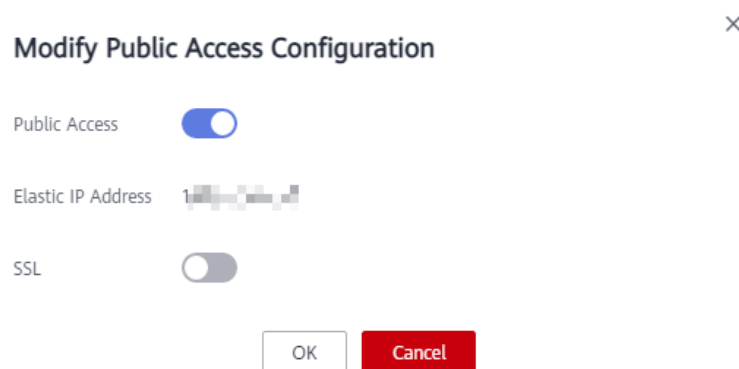 Modify Public Access Configuration
Public Access
Elastic IP Address
SSL
OK
Cancel